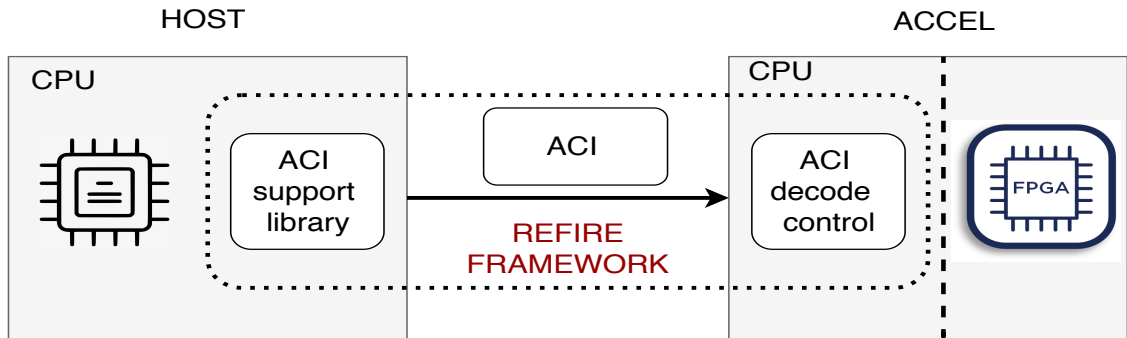 HOST
ACCEL
CPU
CPU
ACI
support
library
ACI
ACI
decode
control
FPGA
REFIRE
FRAMEWORK